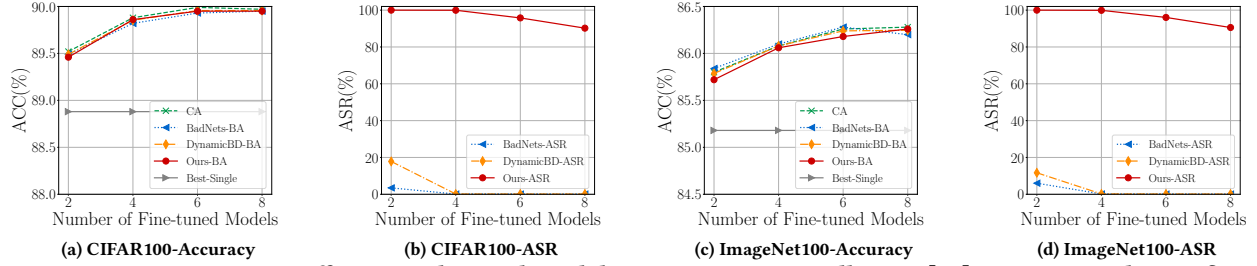 90.0
89.5
89.0
88.5
88.0
ACC(%)
CA
BadNets-BA
DynamicBD-BA
Ours-BA
Best-Single
2 4 6 8
Number of Fine-tuned Models
(a) CIFAR100-Accuracy
100
80
60
40
20
0
ASR(%)
BadNets-ASR
DynamicBD-ASR
Ours-ASR
2 4 6 8
Number of Fine-tuned Models
(b) CIFAR100-ASR
86.5
86.0
85.5
85.0
84.5
ACC(%)
CA
BadNets-BA
DynamicBD-BA
Ours-BA
Best-Single
2 4 6 8
Number of Fine-tuned Models
(c) ImageNet100-Accuracy
100
80
60
40
20
0
ASR(%)
BadNets-ASR
DynamicBD-ASR
Ours-ASR
2 4 6 8
Number of Fine-tuned Models
(d) ImageNet100-ASR